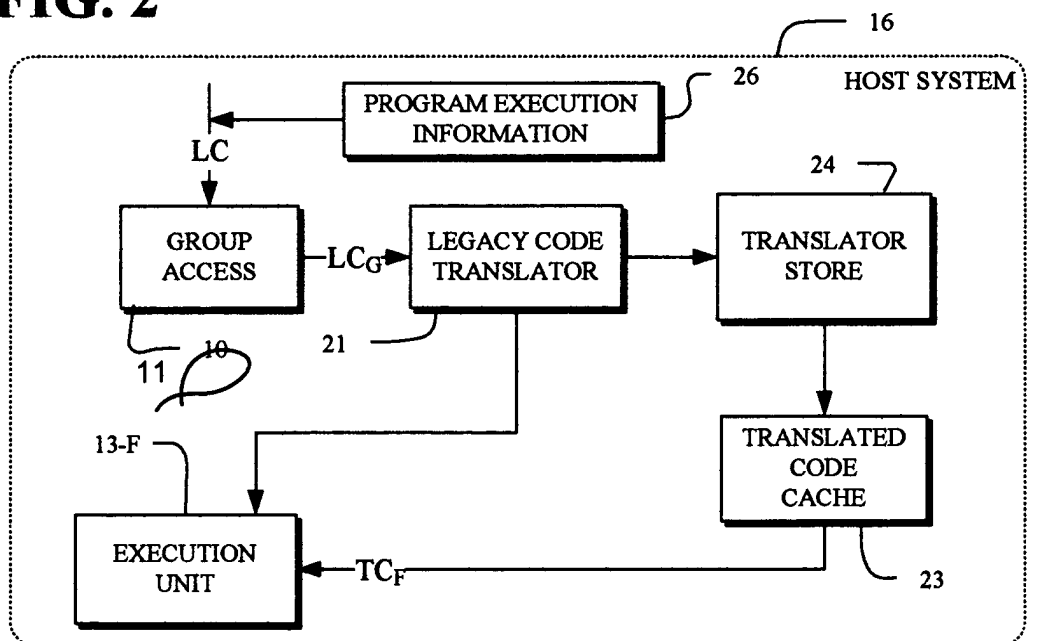 FIG. 2
16
HOST SYSTEM
26
PROGRAM EXECUTION
INFORMATION
LC
24
GROUP
ACCESS
LCG
LEGACY CODE
TRANSLATOR
TRANSLATOR
STORE
11
10
21
13-F
TRANSLATED
CODE
CACHE
EXECUTION
UNIT
TCF
23